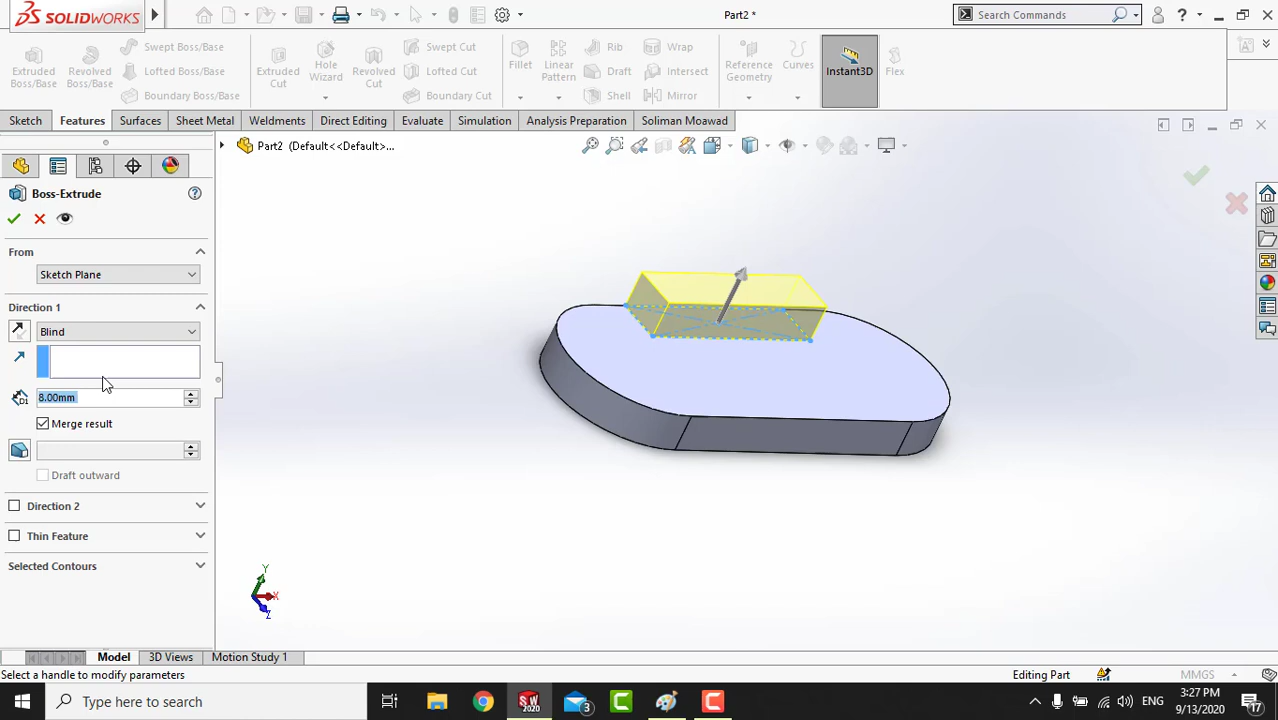 SOLIDWORKS
Part2 *
Search Commands
Extruded Boss/Base
Revolved Boss/Base
Swept Boss/Base
Lofted Boss/Base
Boundary Boss/Base
Extruded Cut
Hole Wizard
Revolved Cut
Swept Cut
Lofted Cut
Boundary Cut
Fillet
Linear Pattern
Rib
Draft
Shell
Wrap
Intersect
Mirror
Reference Geometry
Curves
Instant3D
Flex
Sketch
Features
Surfaces
Sheet Metal
Weldments
Direct Editing
Evaluate
Simulation
Analysis Preparation
Soliman Moawad
Part2 (Default<<Default>...
Boss-Extrude
From
Sketch Plane
Direction 1
Blind
D1
8.00mm
Merge result
Draft outward
Direction 2
Thin Feature
Selected Contours
Y
X
Z
Model
3D Views
Motion Study 1
Select a handle to modify parameters
Editing Part
MMGS
Type here to search
SW
2020
3
ENG
3:27 PM
9/13/2020
17